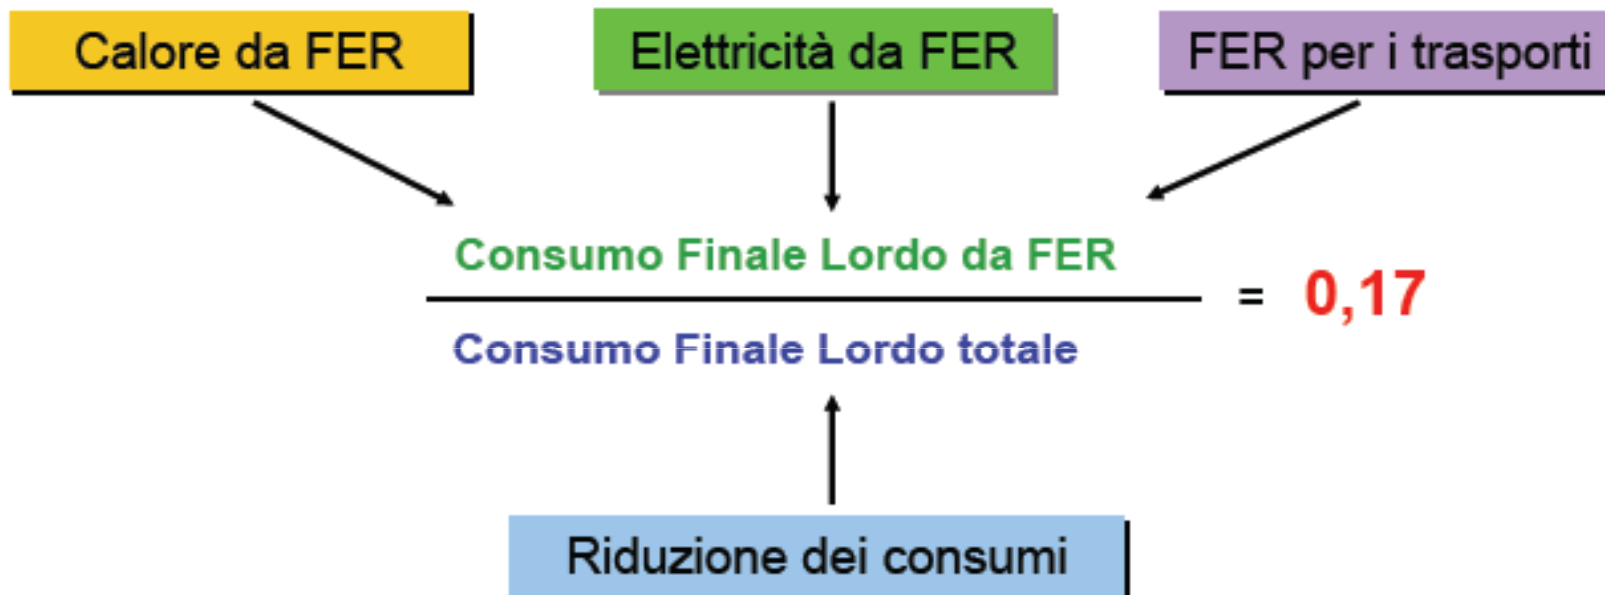 Calore da FER
Elettricità da FER
FER per i trasporti
Consumo Finale Lordo da FER
= 0,17
Consumo Finale Lordo totale
Riduzione dei consumi